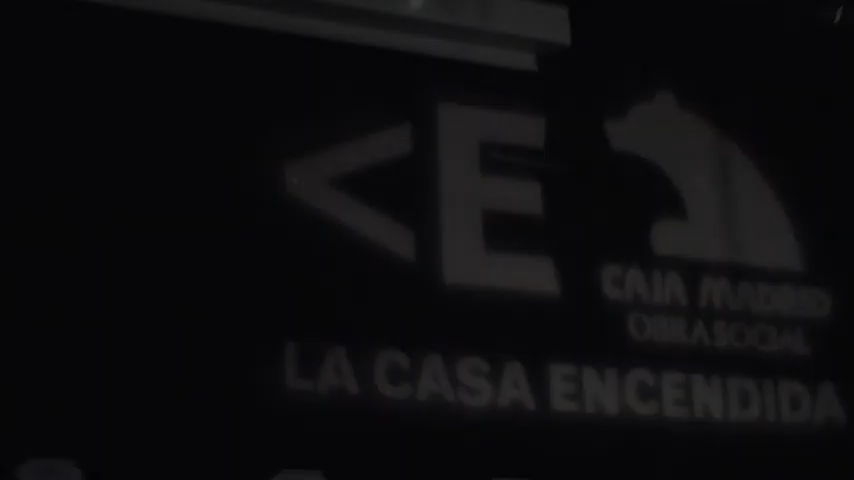 <E
CAJA MADRID
OBRA SOCIAL
LA CASA ENCENDIDA